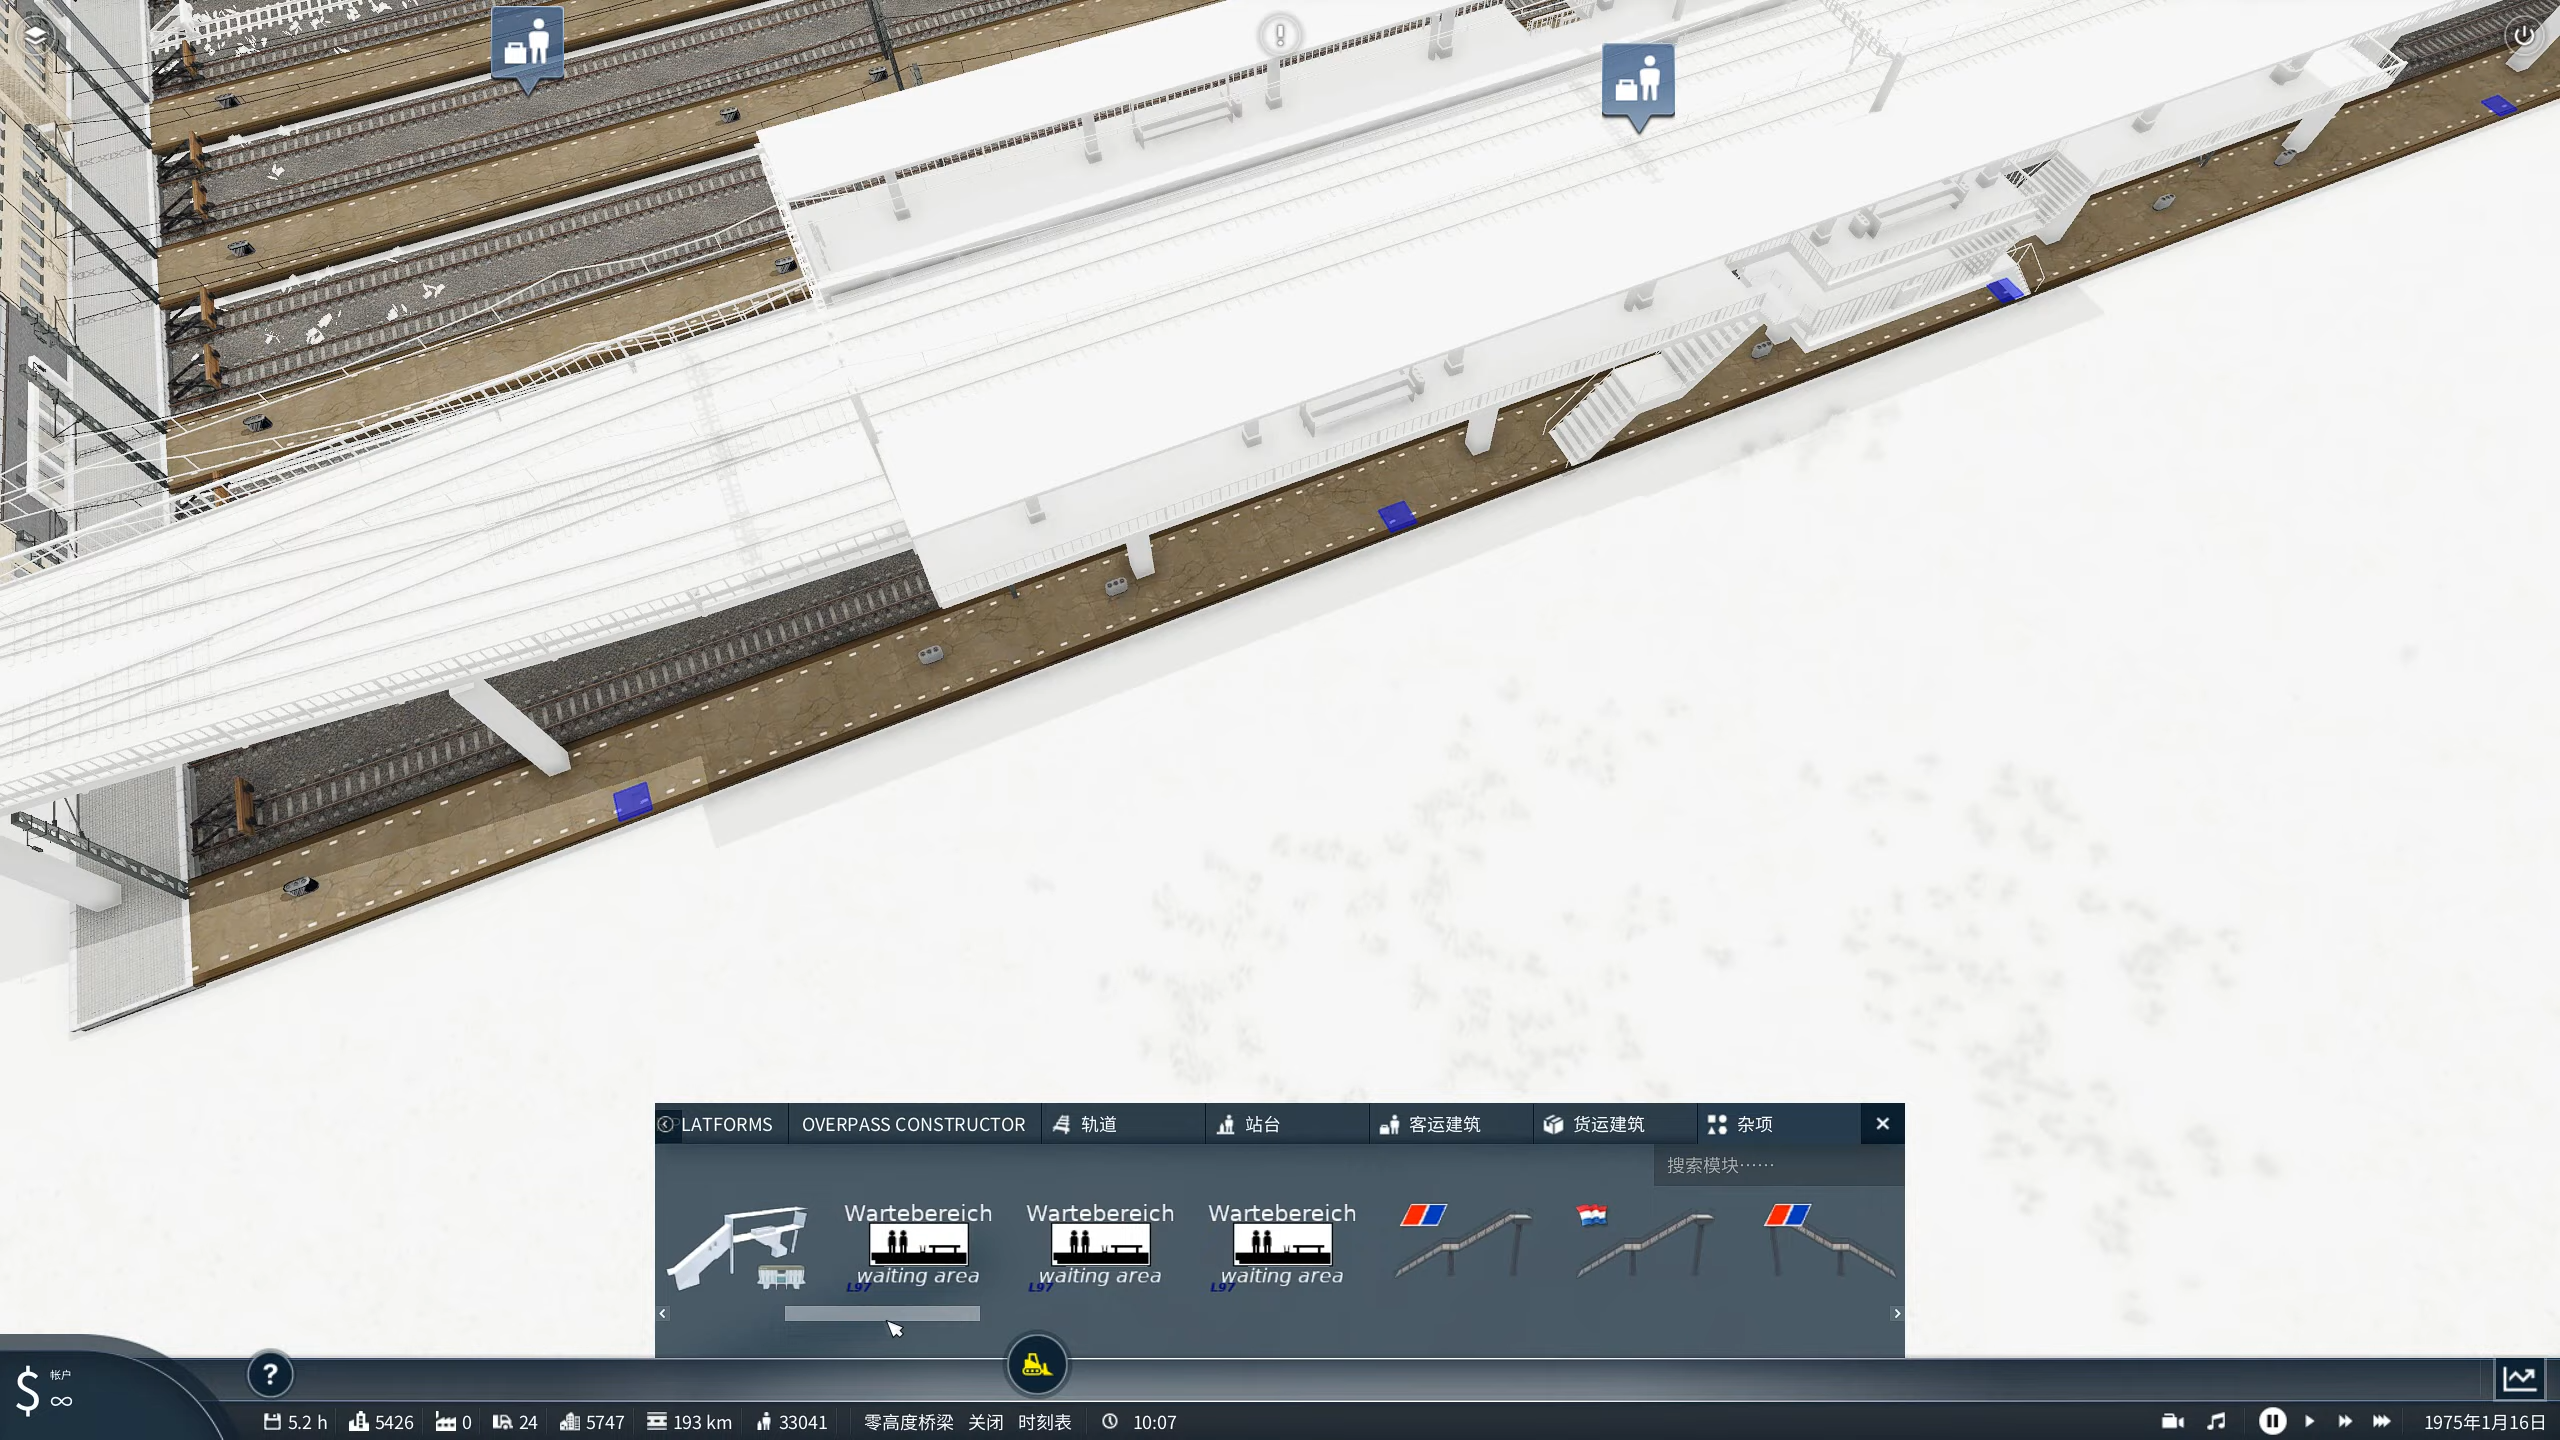 LATFORMS
OVERPASS CONSTRUCTOR
轨道
站台
客运建筑
货运建筑
杂项
搜索模块……
Wartebereich
waiting area
L97
Wartebereich
waiting area
L97
Wartebereich
waiting area
L97
帐户
$ ∞
?
5.2 h
5426
0
24
5747
193 km
33041
零高度桥梁
关闭
时刻表
10:07
1975年1月16日